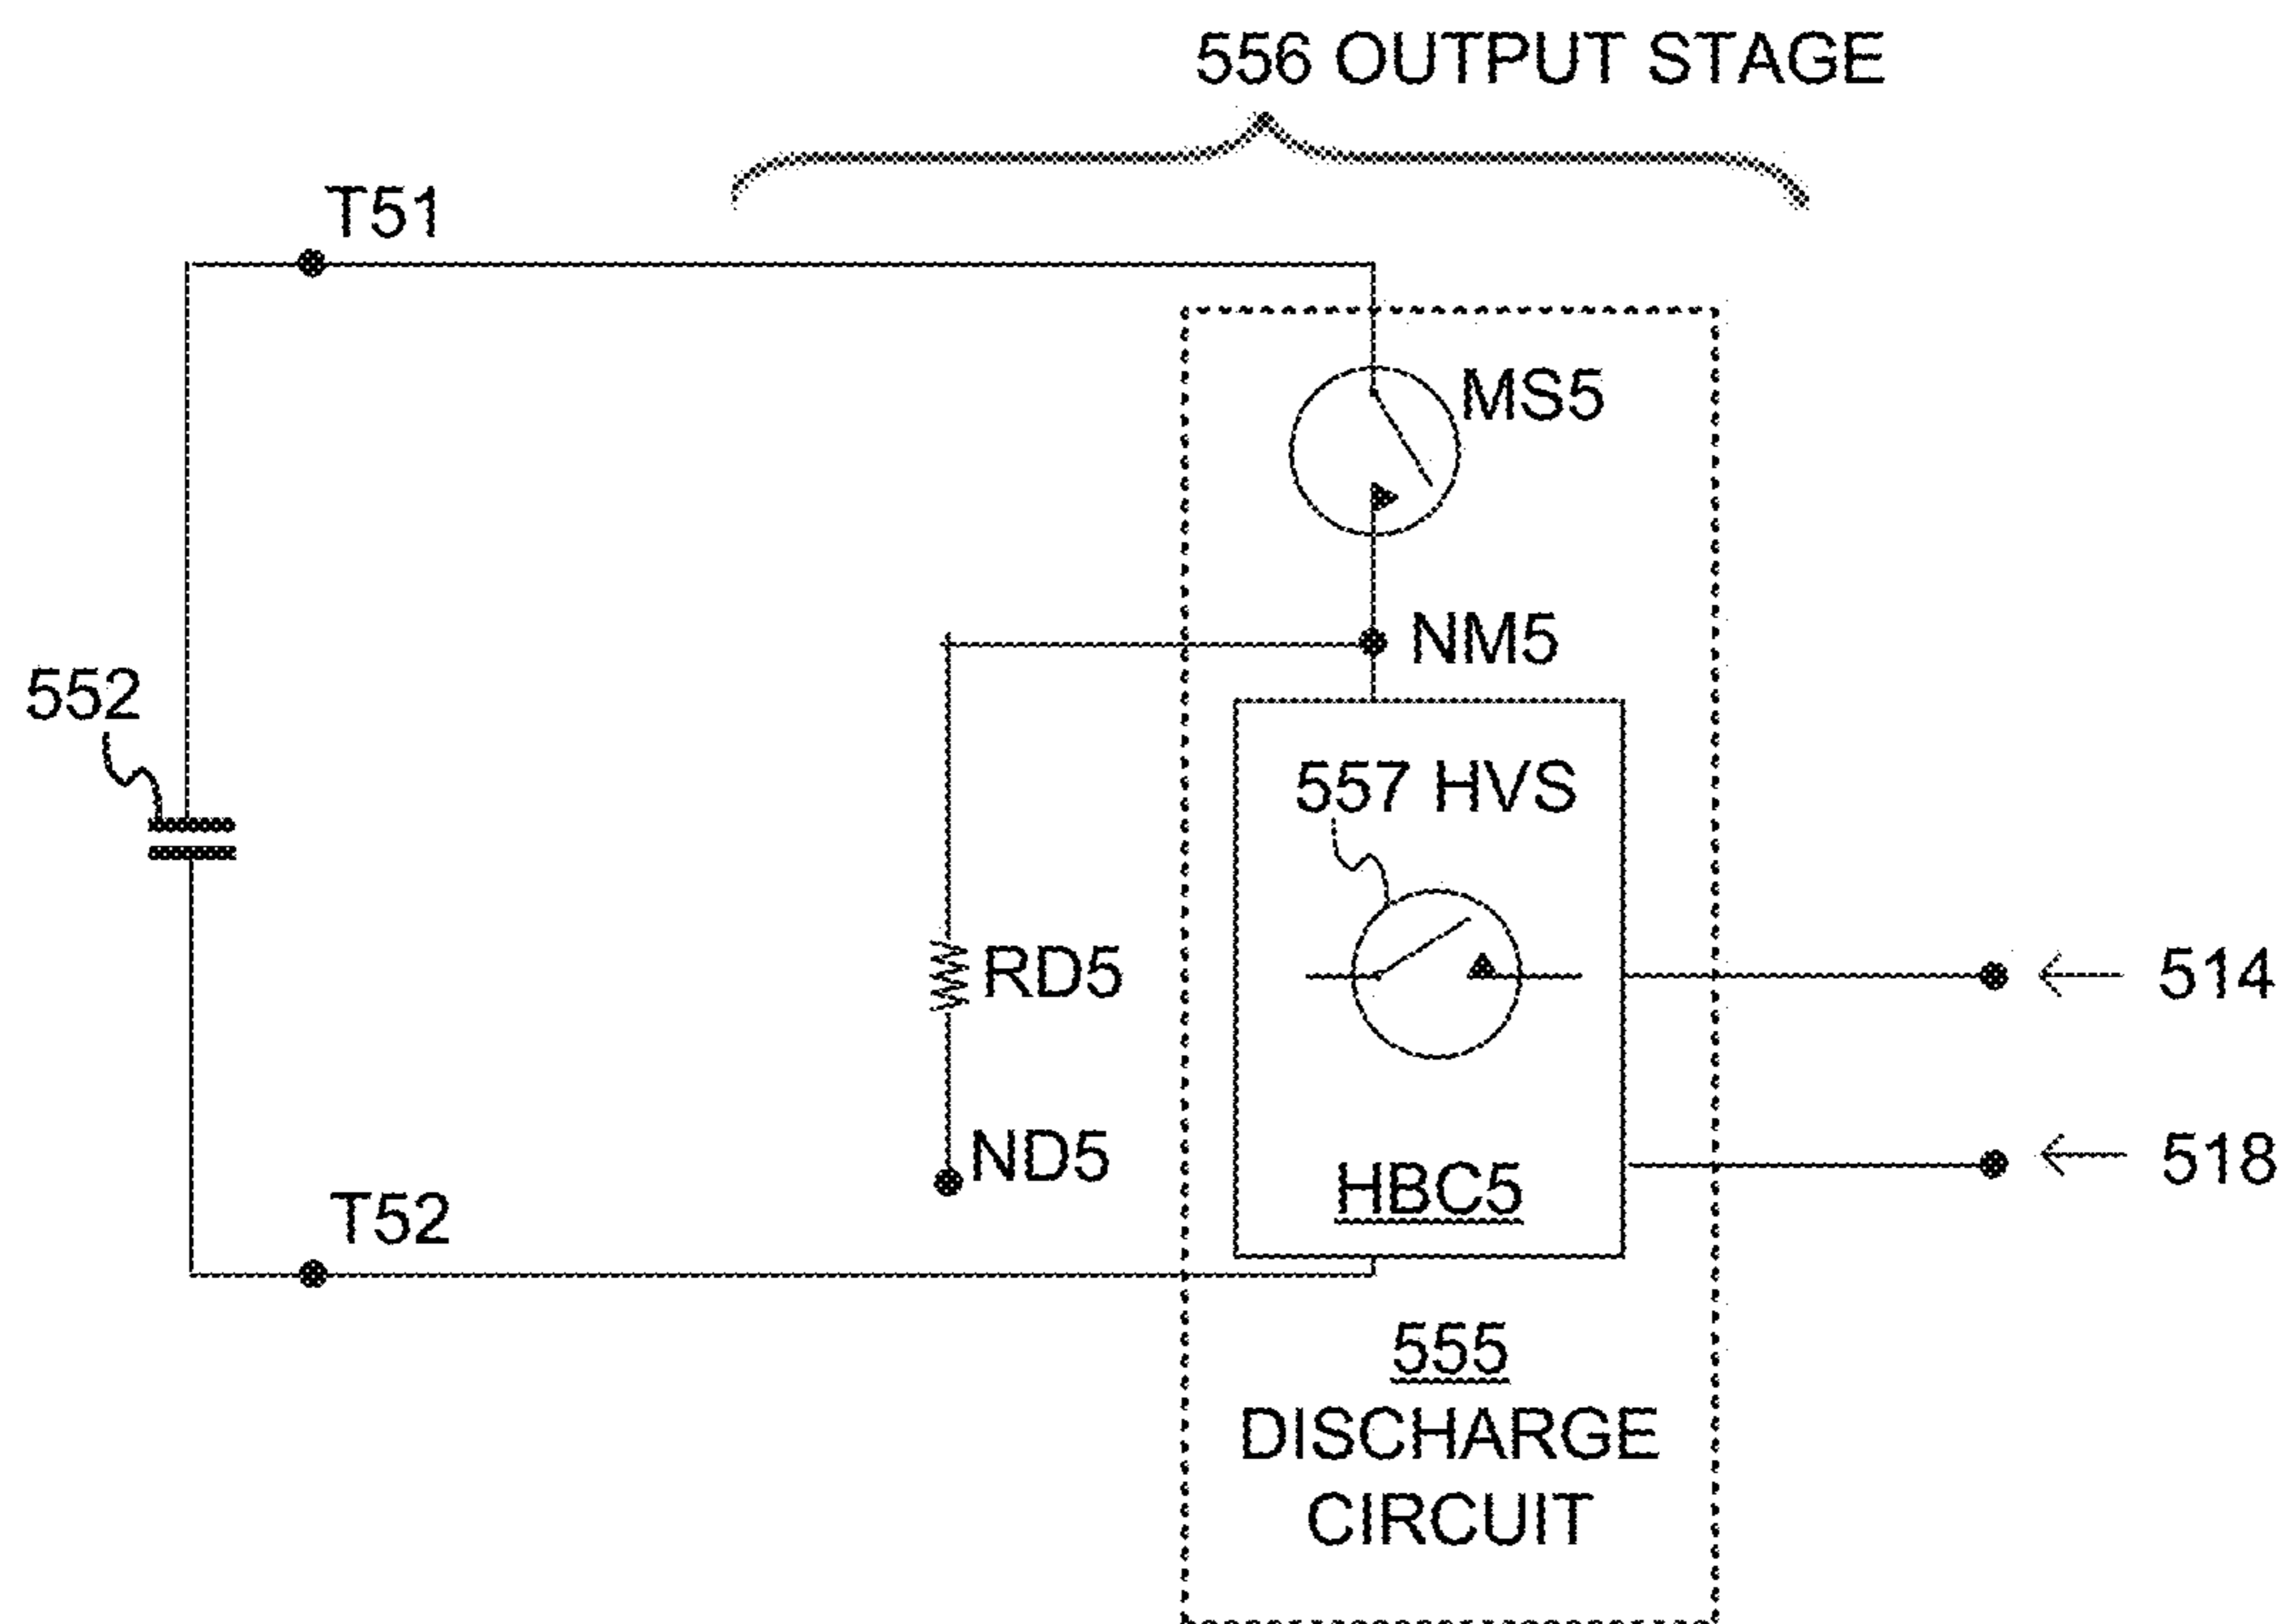 556 OUTPUT STAGE
T51
MS5
NM5
552
557 HVS
RD5
514
ND5
518
HBC5
T52
555
DISCHARGE
CIRCUIT